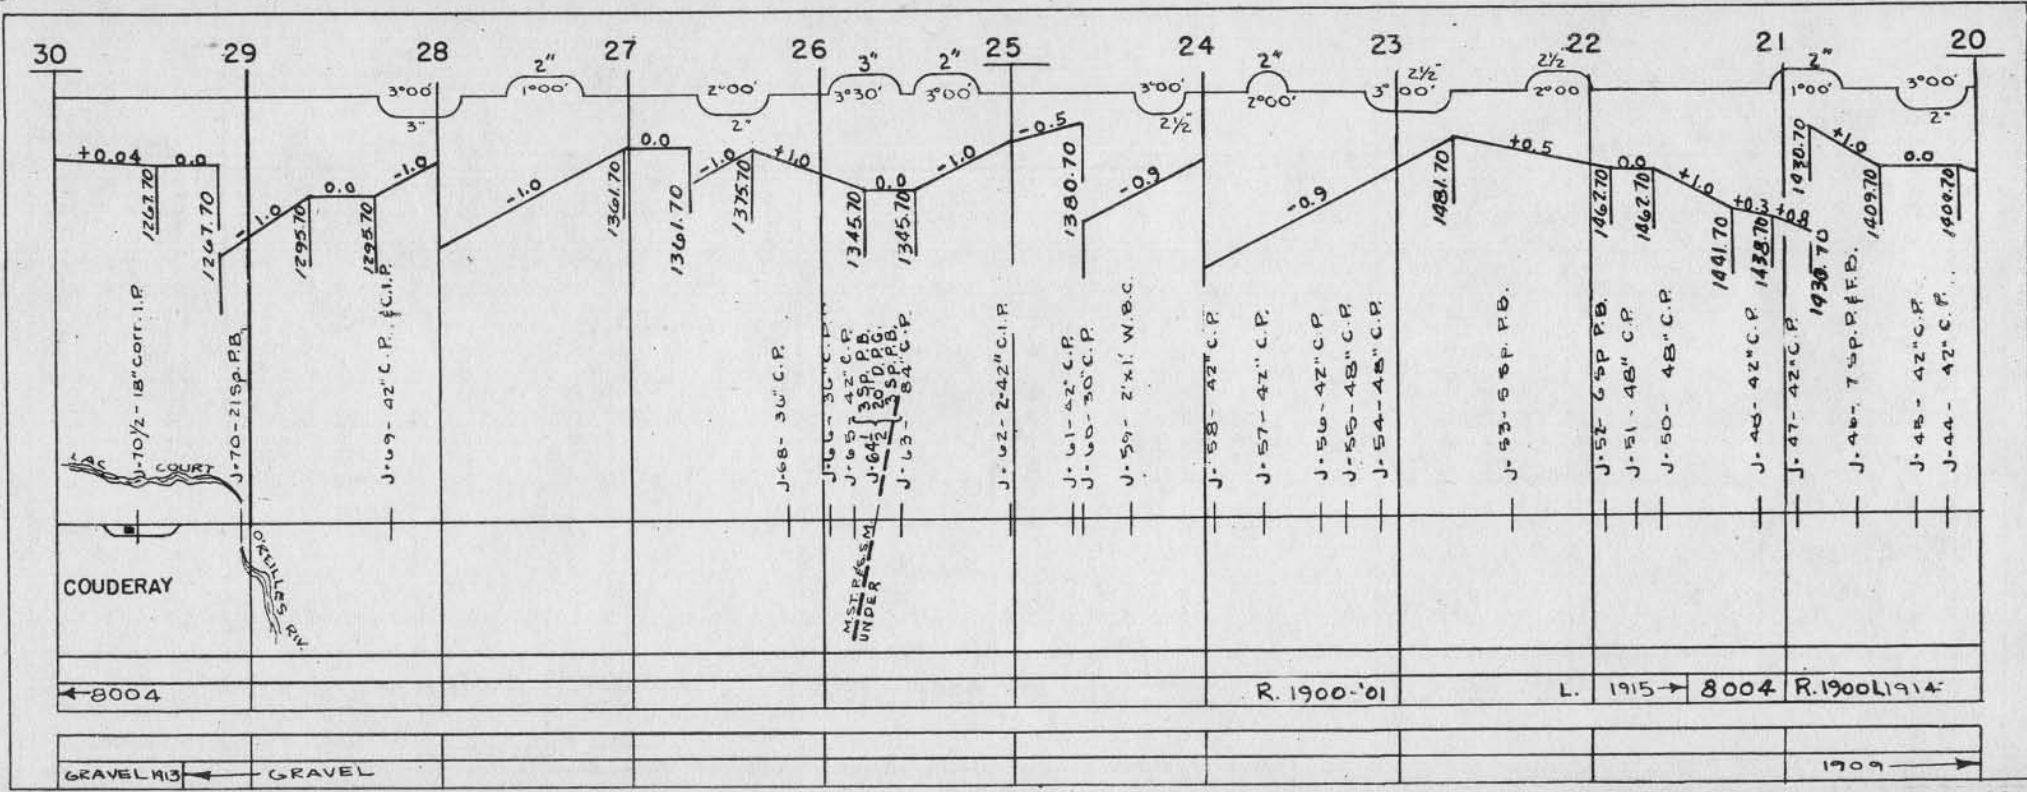 30 29 28 27 26 25 24 23 22 21 20
2" 3" 2" 2" 2½" 2½ 2"
3°00' 1°00' 2°00' 3°30' 3°00' 3°00' 2°00' 3°00' 2°00 1°00' 3°00'
3" 2" 2½" 2"
+0.04 0.0 -1.0 0.0 -1.0 -1.0 0.0 -1.0 +1.0 0.0 -1.0 -0.5 -0.9 -0.9 +0.5 0.0 +1.0 +0.3 +0.8 +1.0 0.0
1267.70
1267.70
1295.70
1295.70
1361.70
1361.70
1375.70
1345.70
1345.70
1380.70
1481.70
1462.70
1462.70
1441.70
1438.70
1430.70
1430.70
1409.70
1409.70
J-70½-18" corr. I.P.
J-70-21 Sp. P.B.
J-69-42" C.P. & C.I.P.
J-68-36" C.P.
J-66-36" C.P.
J-65-42" C.P.
J-64½ { 3 SP. P.B.
20' D.P.G.
3 SP. P.B.
J-63-84" C.P.
J-62-2-42" C.I.P.
J-61-42" C.P.
J-60-30" C.P.
J-59-2'x1' W.B.C.
J-58-42" C.P.
J-57-42" C.P.
J-56-42" C.P.
J-55-48" C.P.
J-54-48" C.P.
J-53-5 SP. P.B.
J-52-6 SP P.B.
J-51-48" C.P.
J-50-48" C.P.
J-48-42" C.P.
J-47-42" C.P.
J-46-7 SP. P. & F.B.
J-45-42" C.P.
J-44-42" C.P.
LAC COURT
O'REILLES RIV.
M.ST.P.&S.S.M.
UNDER
COUDERAY
8004 R. 1900-'01 L. 1915 8004 R. 1900 L 1914
GRAVEL 1913 GRAVEL 1909